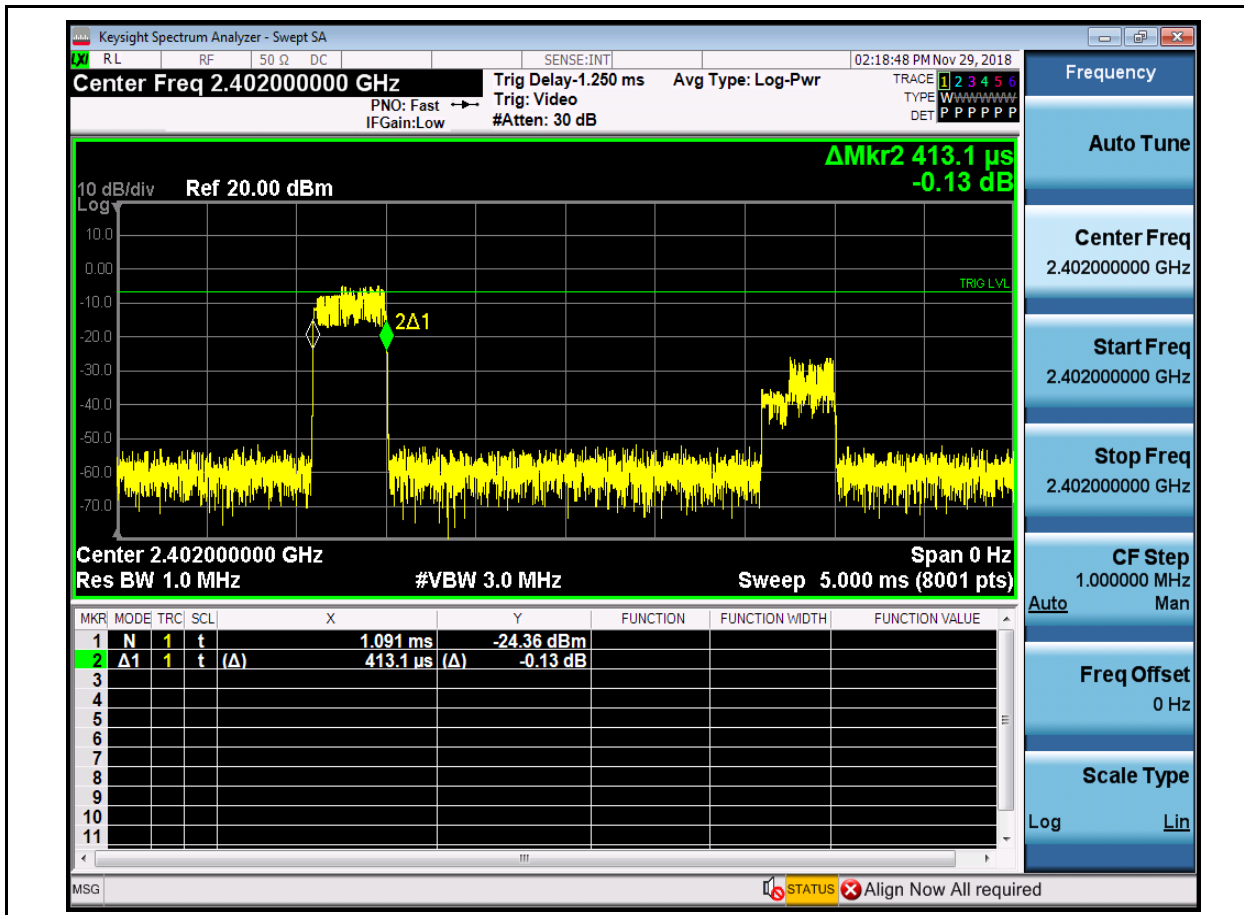 Keysight Spectrum Analyzer - Swept SA
LXI RL RF 50 Ω DC SENSE:INT 02:18:48 PM Nov 29, 2018
Center Freq 2.402000000 GHz
PNO: Fast
IFGain:Low
Trig Delay-1.250 ms
Trig: Video
#Atten: 30 dB
Avg Type: Log-Pwr
TRACE 1 2 3 4 5 6
TYPE WWWWWW
DET P P P P P P
ΔMkr2 413.1 µs
-0.13 dB
10 dB/div Ref 20.00 dBm
Log
10.0
0.00
TRIG LVL
-10.0
2Δ1
-20.0
-30.0
-40.0
-50.0
-60.0
-70.0
Center 2.402000000 GHz Span 0 Hz
Res BW 1.0 MHz #VBW 3.0 MHz Sweep 5.000 ms (8001 pts)
MKR MODE TRC SCL X Y FUNCTION FUNCTION WIDTH FUNCTION VALUE
1 N 1 t 1.091 ms -24.36 dBm
2 Δ1 1 t (Δ) 413.1 µs (Δ) -0.13 dB
3
4
5
6
7
8
9
10
11
MSG STATUS Align Now All required
Frequency
Auto Tune
Center Freq
2.402000000 GHz
Start Freq
2.402000000 GHz
Stop Freq
2.402000000 GHz
CF Step
1.000000 MHz
Auto Man
Freq Offset
0 Hz
Scale Type
Log Lin